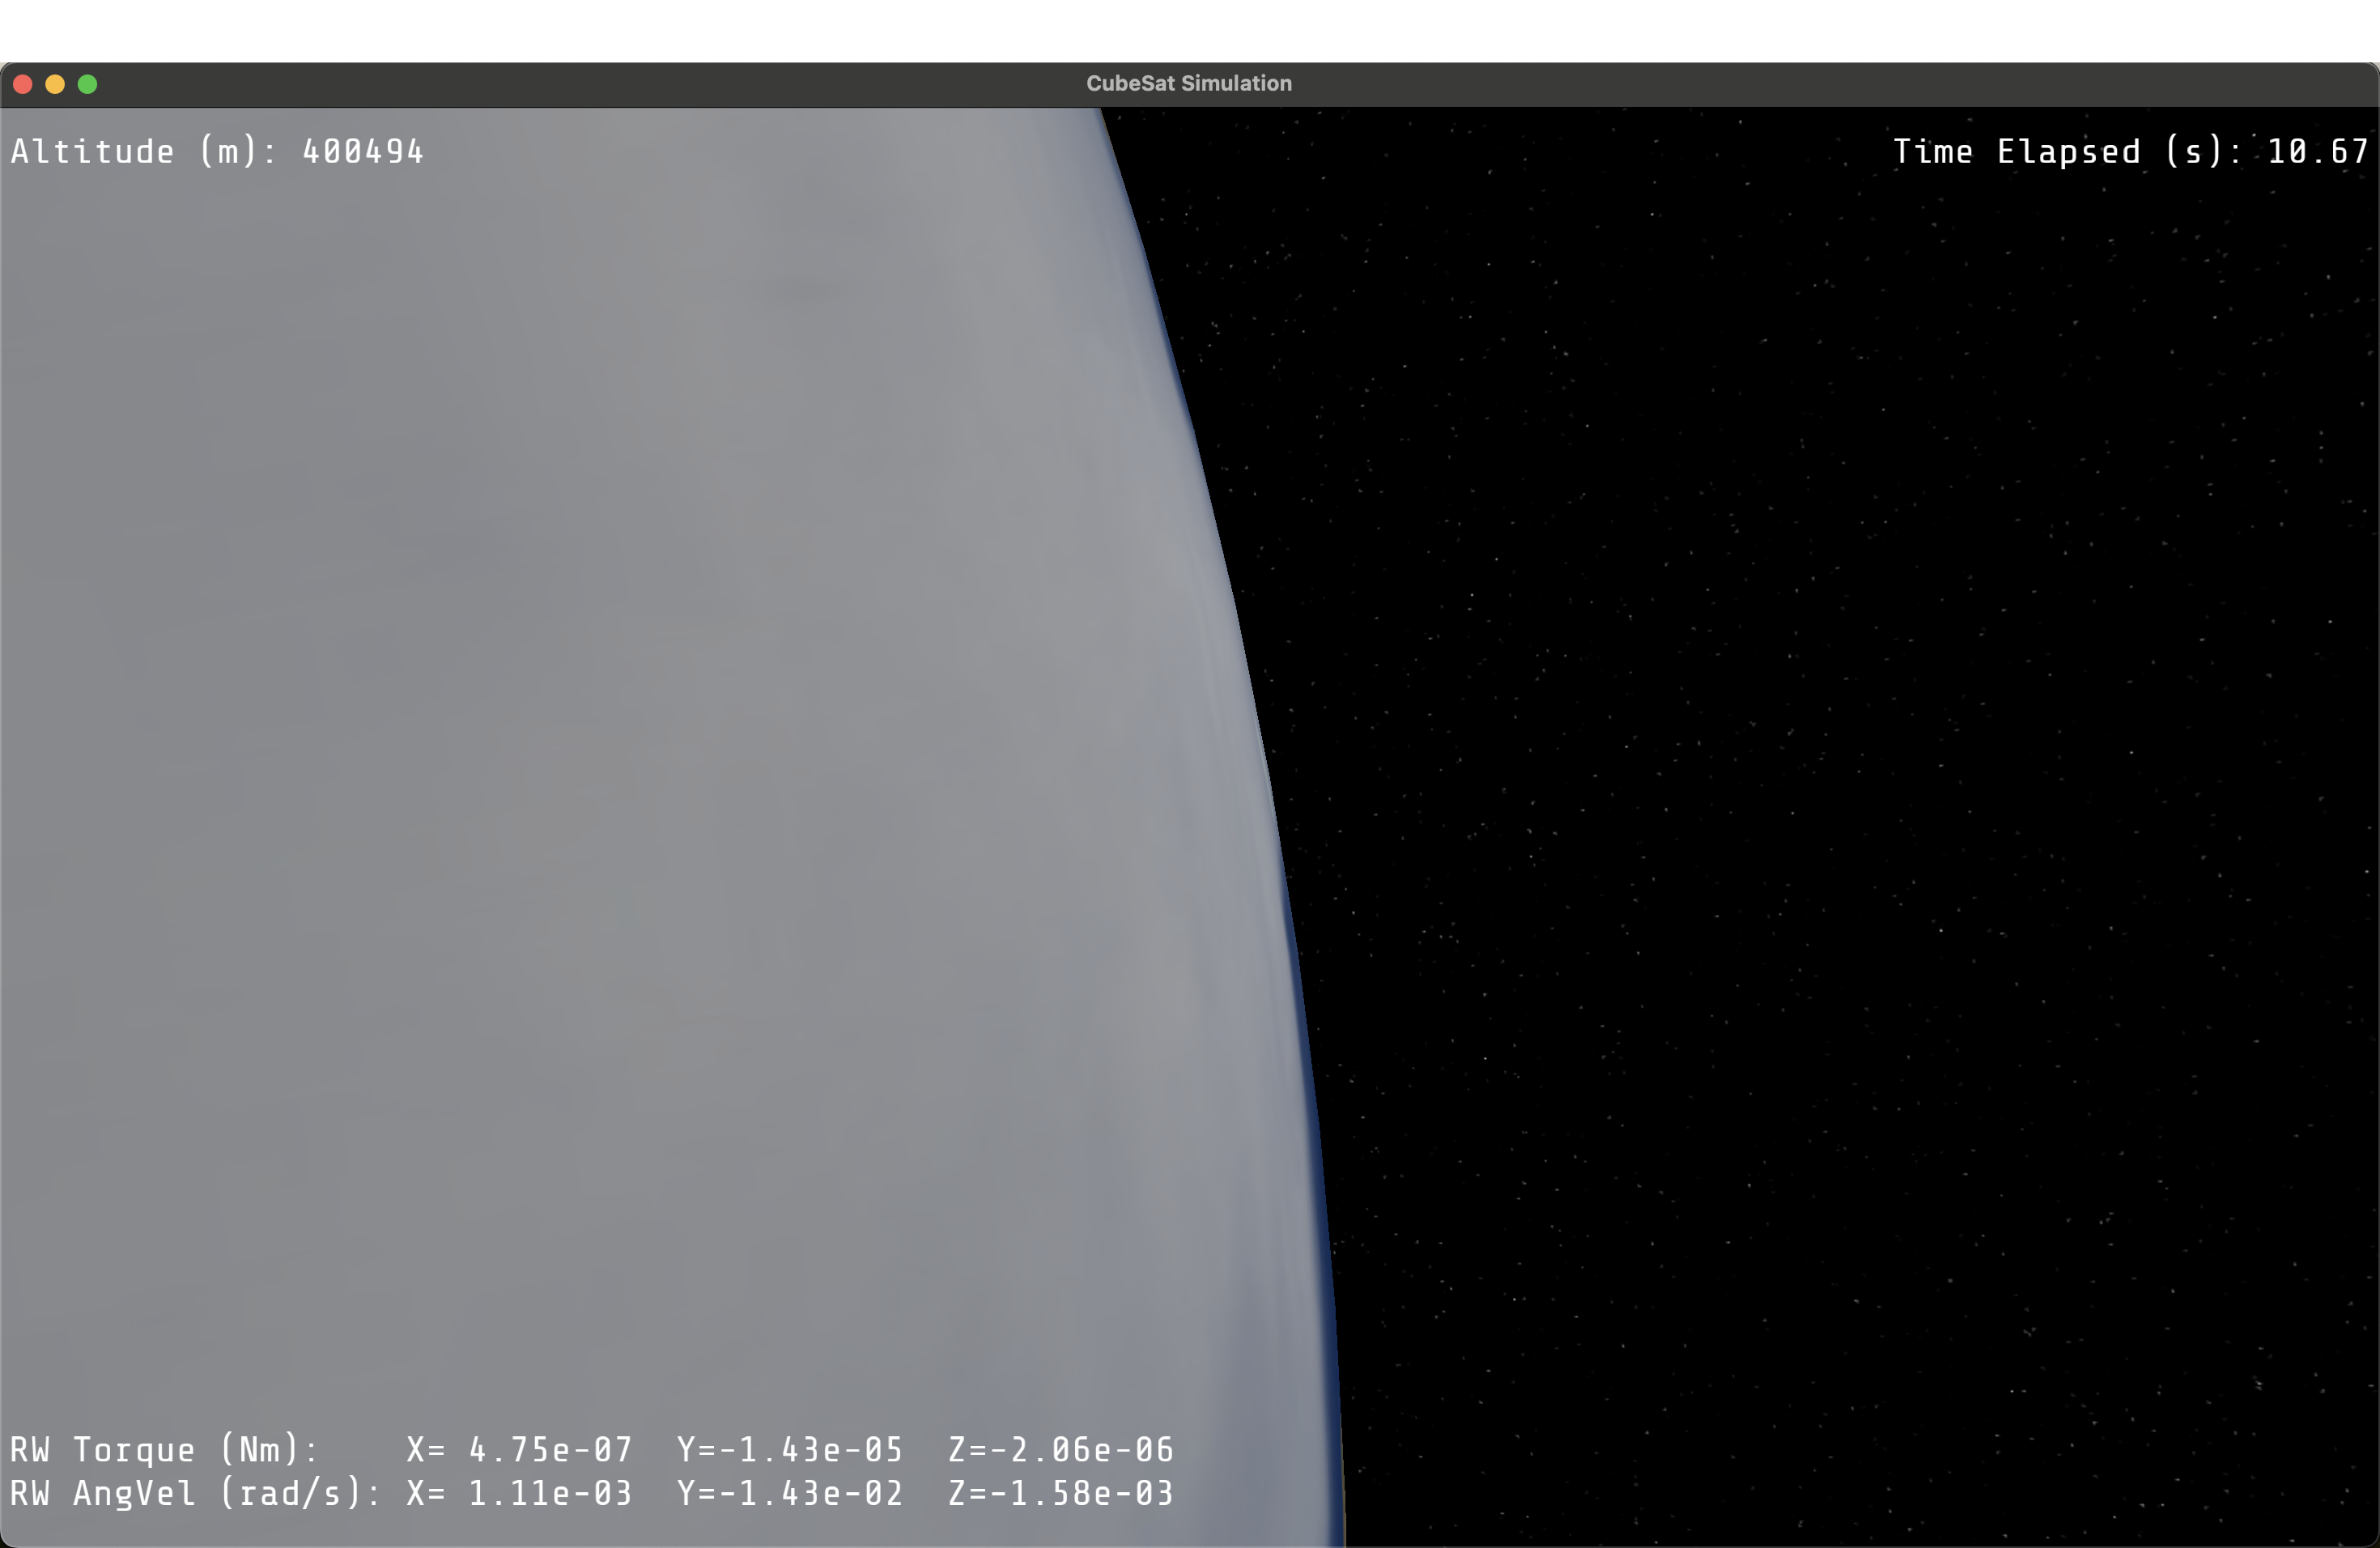 CubeSat Simulation
Altitude (m): 400494
Time Elapsed (s): 10.67
RW Torque (Nm): X= 4.75e-07 Y=-1.43e-05 Z=-2.06e-06
RW AngVel (rad/s): X= 1.11e-03 Y=-1.43e-02 Z=-1.58e-03